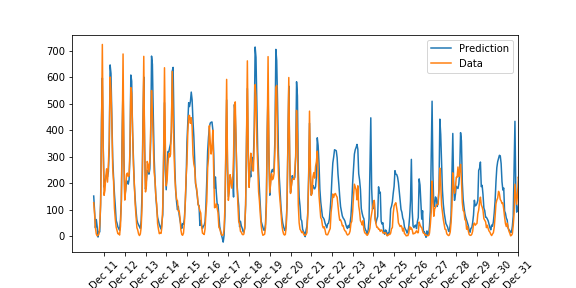 700
600
500
400
300
200
100
0
Prediction
Data
Dec 11
Dec 12
Dec 13
Dec 14
Dec 15
Dec 16
Dec 17
Dec 18
Dec 19
Dec 20
Dec 21
Dec 22
Dec 23
Dec 24
Dec 25
Dec 26
Dec 27
Dec 28
Dec 29
Dec 30
Dec 31